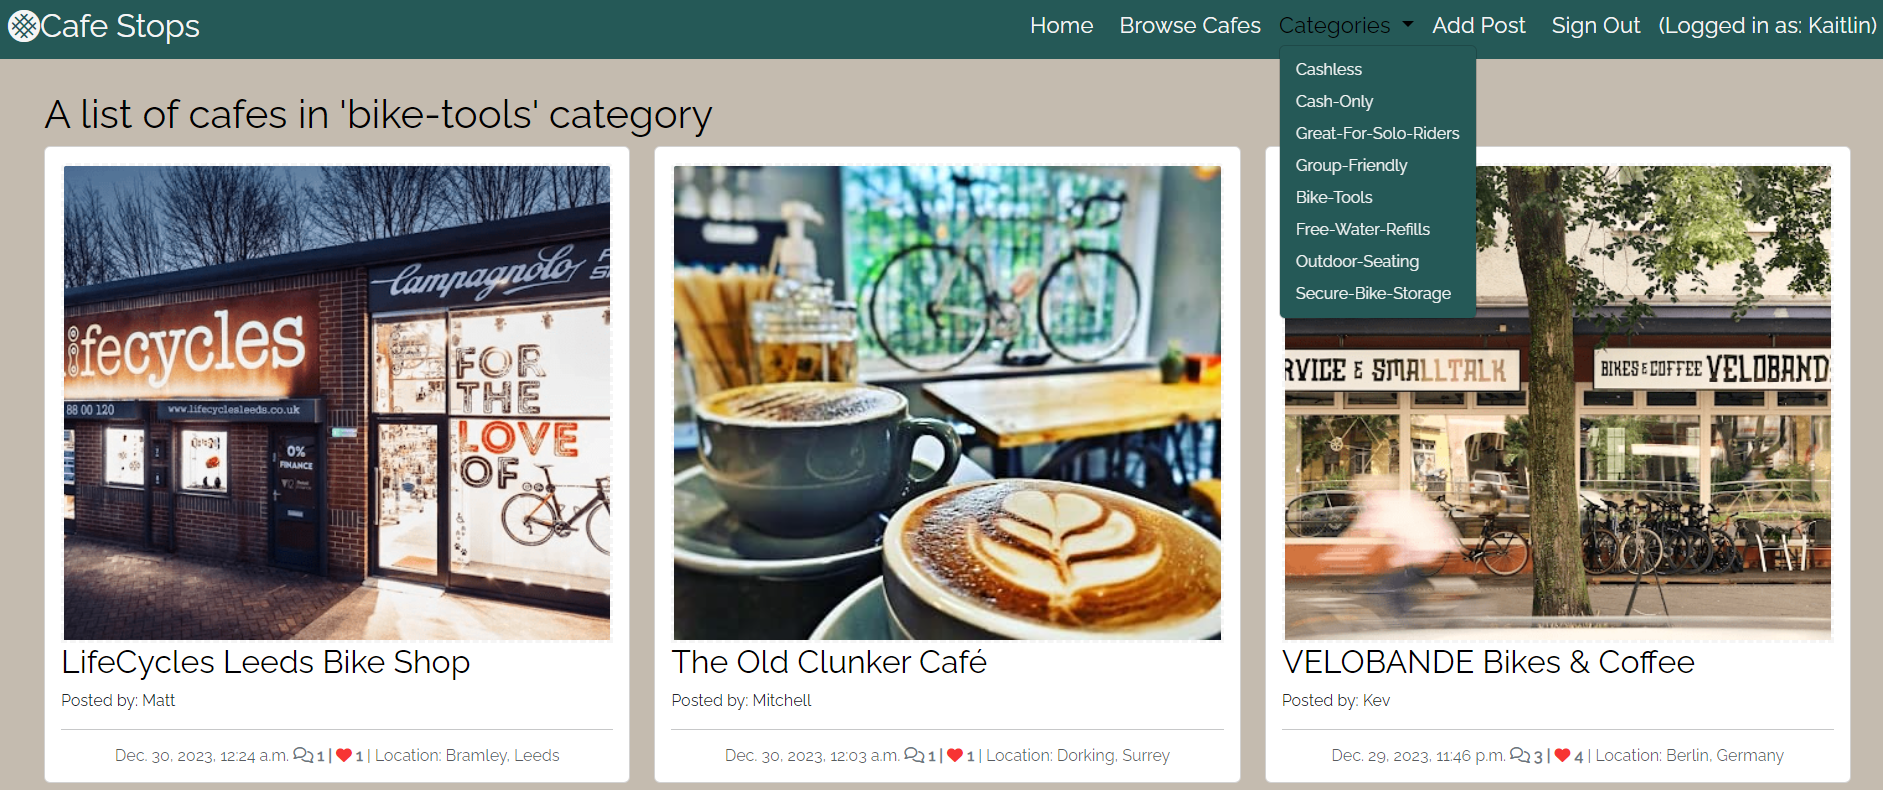 Cafe Stops
Home Browse Cafes Categories Add Post Sign Out (Logged in as: Kaitlin)
Cashless
Cash-Only
Great-For-Solo-Riders
Group-Friendly
Bike-Tools
Free-Water-Refills
Outdoor-Seating
Secure-Bike-Storage
A list of cafes in 'bike-tools' category
Campagnolo
lifecycles
88 00 120
www.lifecyclesleeds.co.uk
0%
FINANCE
FOR
THE
LOVE
OF...
RVICE & SMALLTALK
BIKES & COFFEE VELOBAND
LifeCycles Leeds Bike Shop
Posted by: Matt
Dec. 30, 2023, 12:24 a.m. 1 | 1 | Location: Bramley, Leeds
The Old Clunker Café
Posted by: Mitchell
Dec. 30, 2023, 12:03 a.m. 1 | 1 | Location: Dorking, Surrey
VELOBANDE Bikes & Coffee
Posted by: Kev
Dec. 29, 2023, 11:46 p.m. 3 | 4 | Location: Berlin, Germany